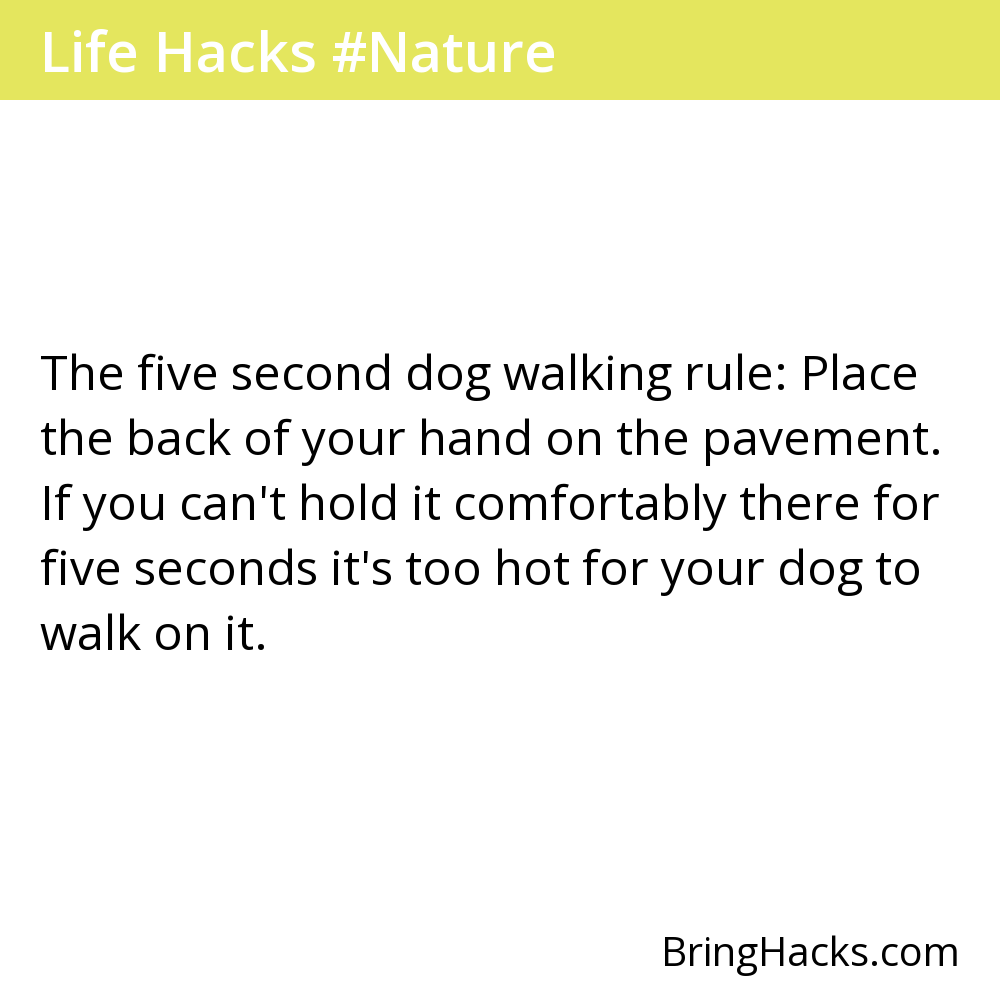 Life Hacks #Nature
The five second dog walking rule: Place
the back of your hand on the pavement.
If you can't hold it comfortably there for
five seconds it's too hot for your dog to
walk on it.
BringHacks.com